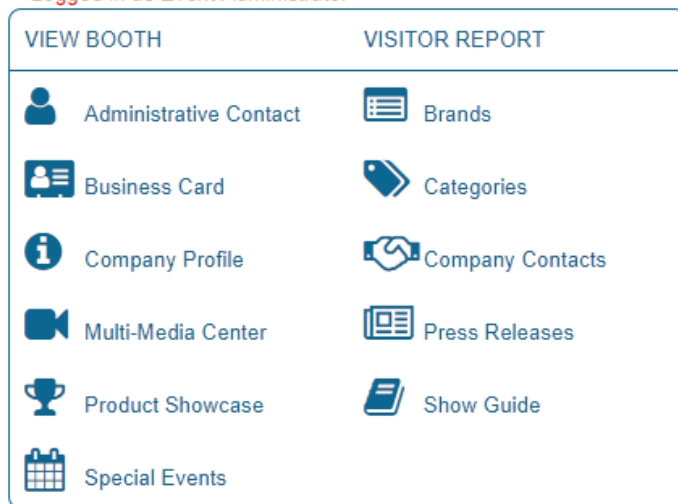 VIEW BOOTH VISITOR REPORT
Administrative Contact Brands
Business Card Categories
Company Profile Company Contacts
Multi-Media Center Press Releases
Product Showcase Show Guide
Special Events